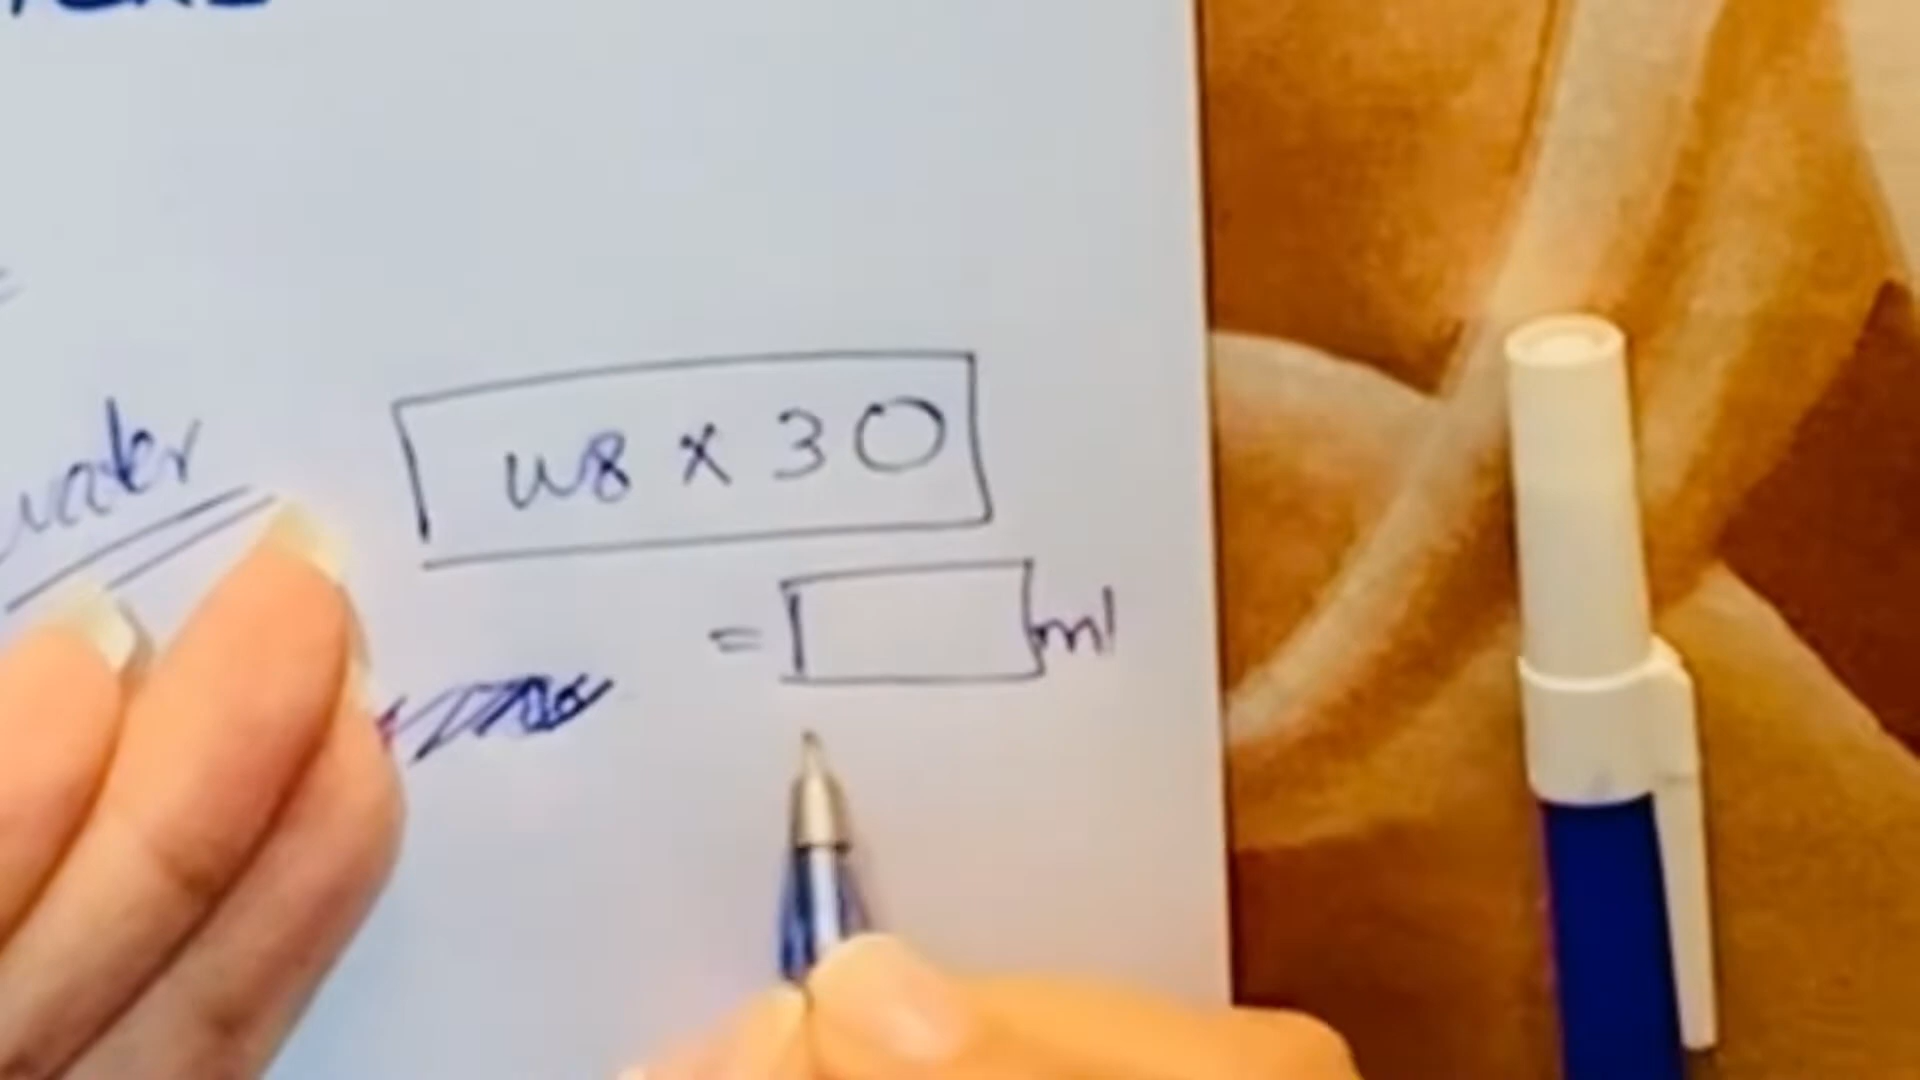 water
w8 x 30
= ml